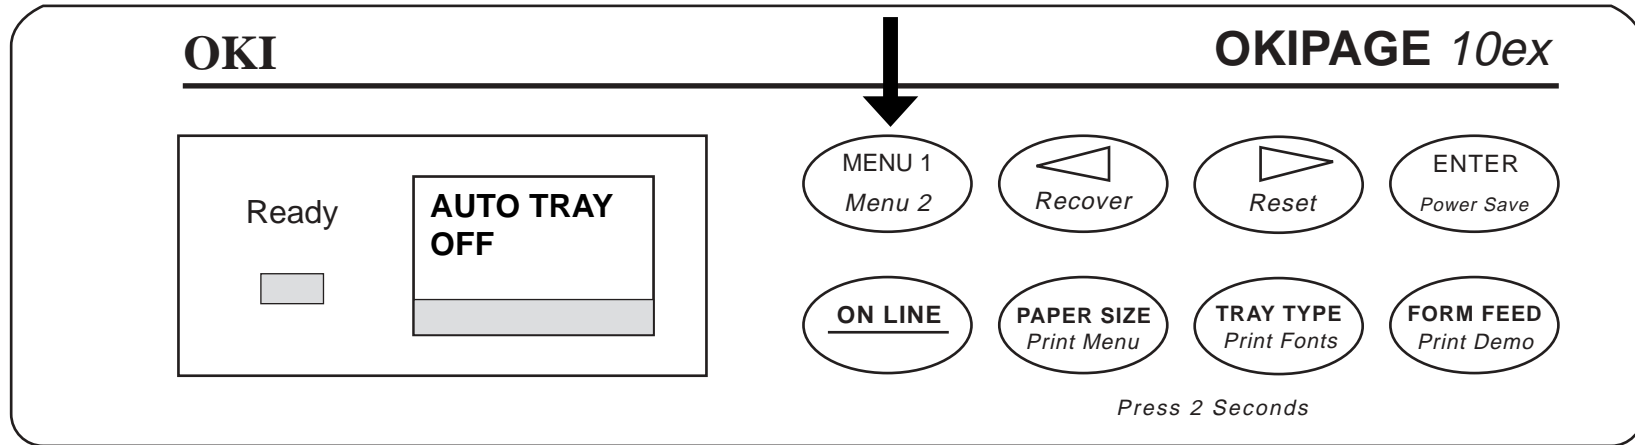 OKI
OKIPAGE 10ex
Ready
AUTO TRAY
OFF
MENU 1
Menu 2
Recover
Reset
ENTER
Power Save
ON LINE
PAPER SIZE
Print Menu
TRAY TYPE
Print Fonts
FORM FEED
Print Demo
Press 2 Seconds